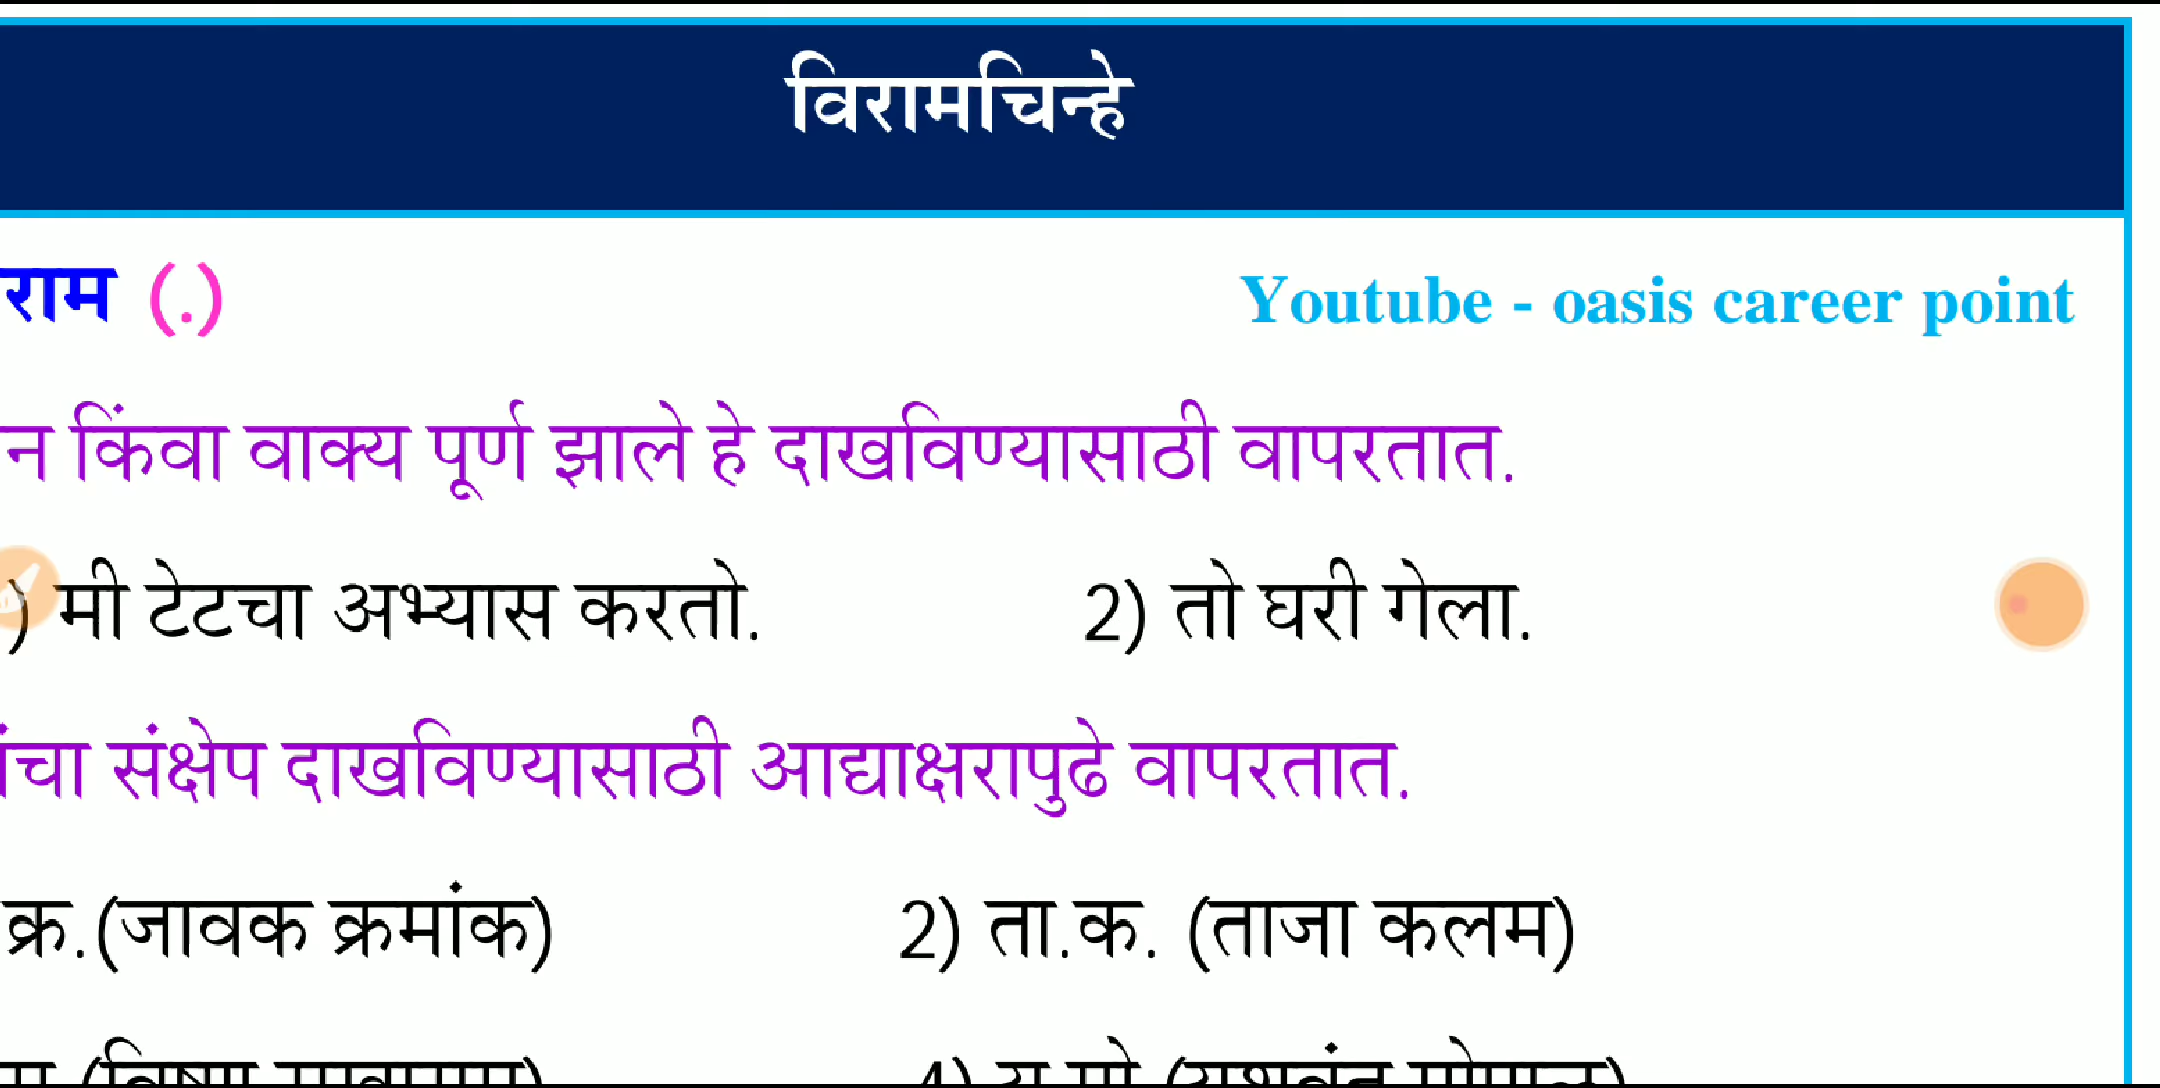 विरामचिन्हे
राम (.) Youtube - oasis career point
न किंवा वाक्य पूर्ण झाले हे दाखविण्यासाठी वापरतात.
) मी टेटचा अभ्यास करतो. 2) तो घरी गेला.
ंचा संक्षेप दाखविण्यासाठी आद्याक्षरापुढे वापरतात.
क्र.(जावक क्रमांक) 2) ता.क. (ताजा कलम)